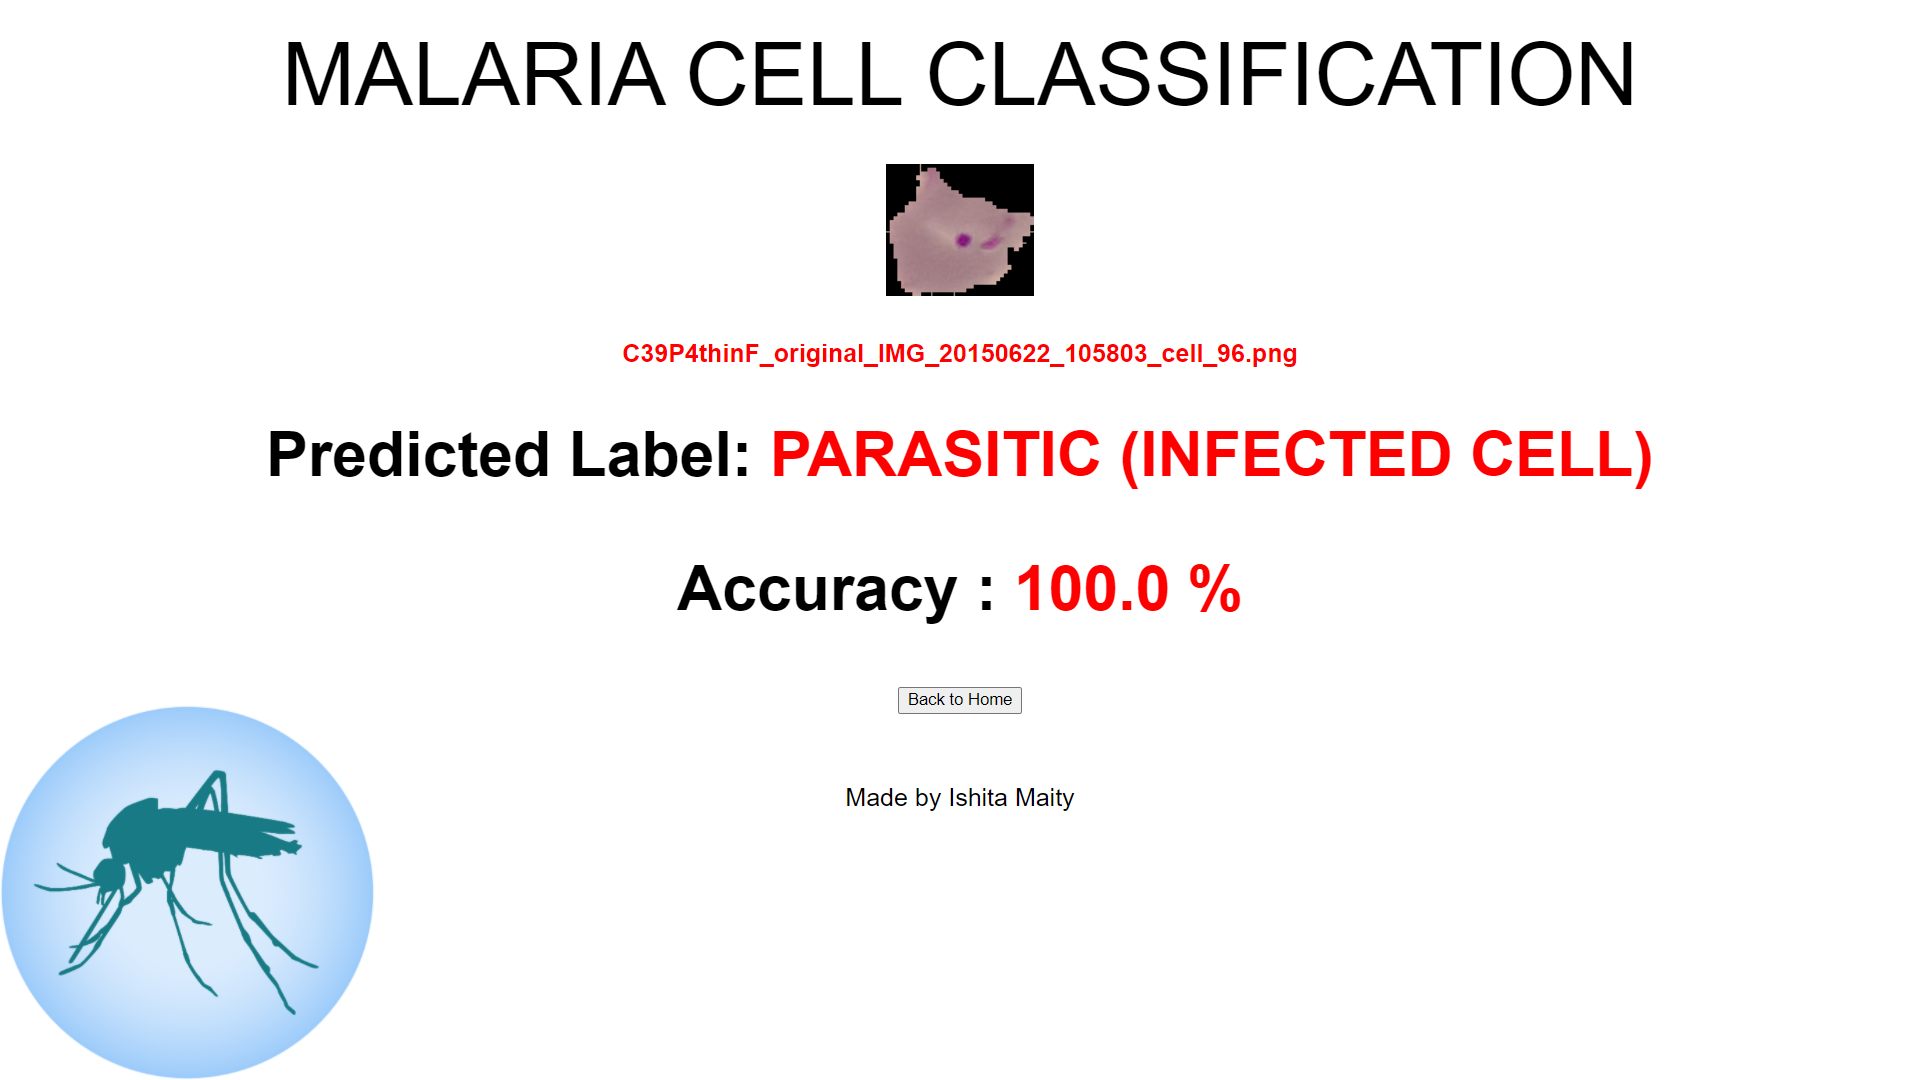 MALARIA CELL CLASSIFICATION
C39P4thinF_original_IMG_20150622_105803_cell_96.png
Predicted Label: PARASITIC (INFECTED CELL)
Accuracy : 100.0 %
Back to Home
Made by Ishita Maity